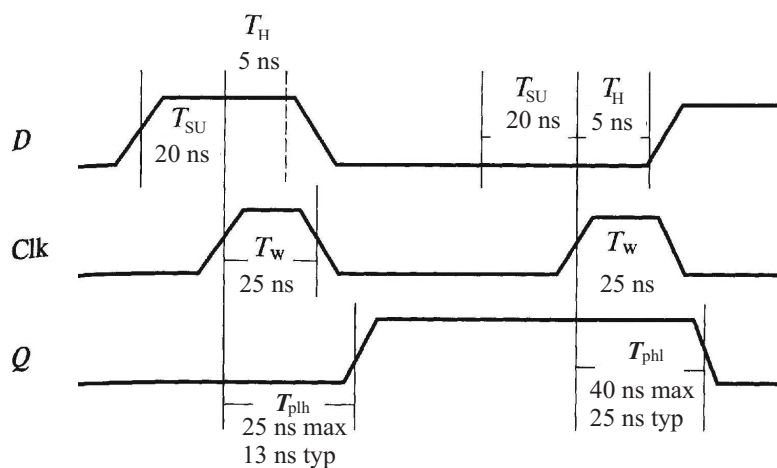 T_H
5 ns
T_SU
20 ns
T_SU
20 ns
T_H
5 ns
D
Clk
T_W
25 ns
T_W
25 ns
Q
T_plh
25 ns max
13 ns typ
T_phl
40 ns max
25 ns typ